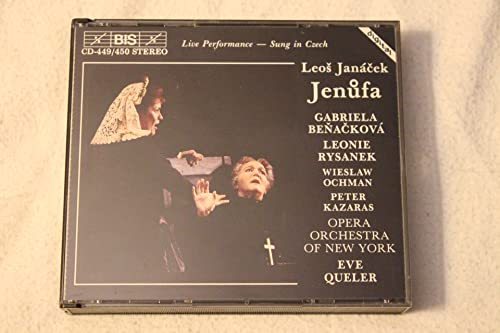 BIS
CD-449/450 STEREO
Live Performance — Sung in Czech
Leoš Janáček
Jenůfa
GABRIELA
BEŇAČKOVÁ
LEONIE
RYSANEK
WIESLAW
OCHMAN
PETER
KAZARAS
OPERA
ORCHESTRA
OF NEW YORK
EVE
QUELER